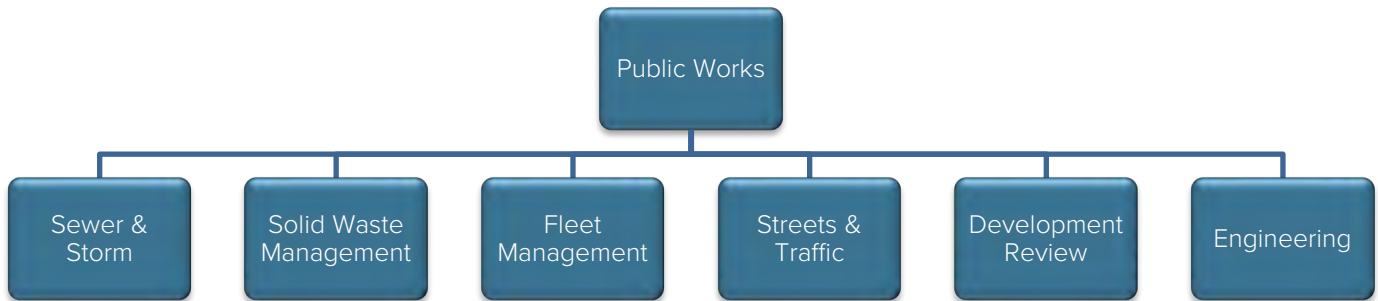 Public Works
Sewer &
Storm
Solid Waste
Management
Fleet
Management
Streets &
Traffic
Development
Review
Engineering